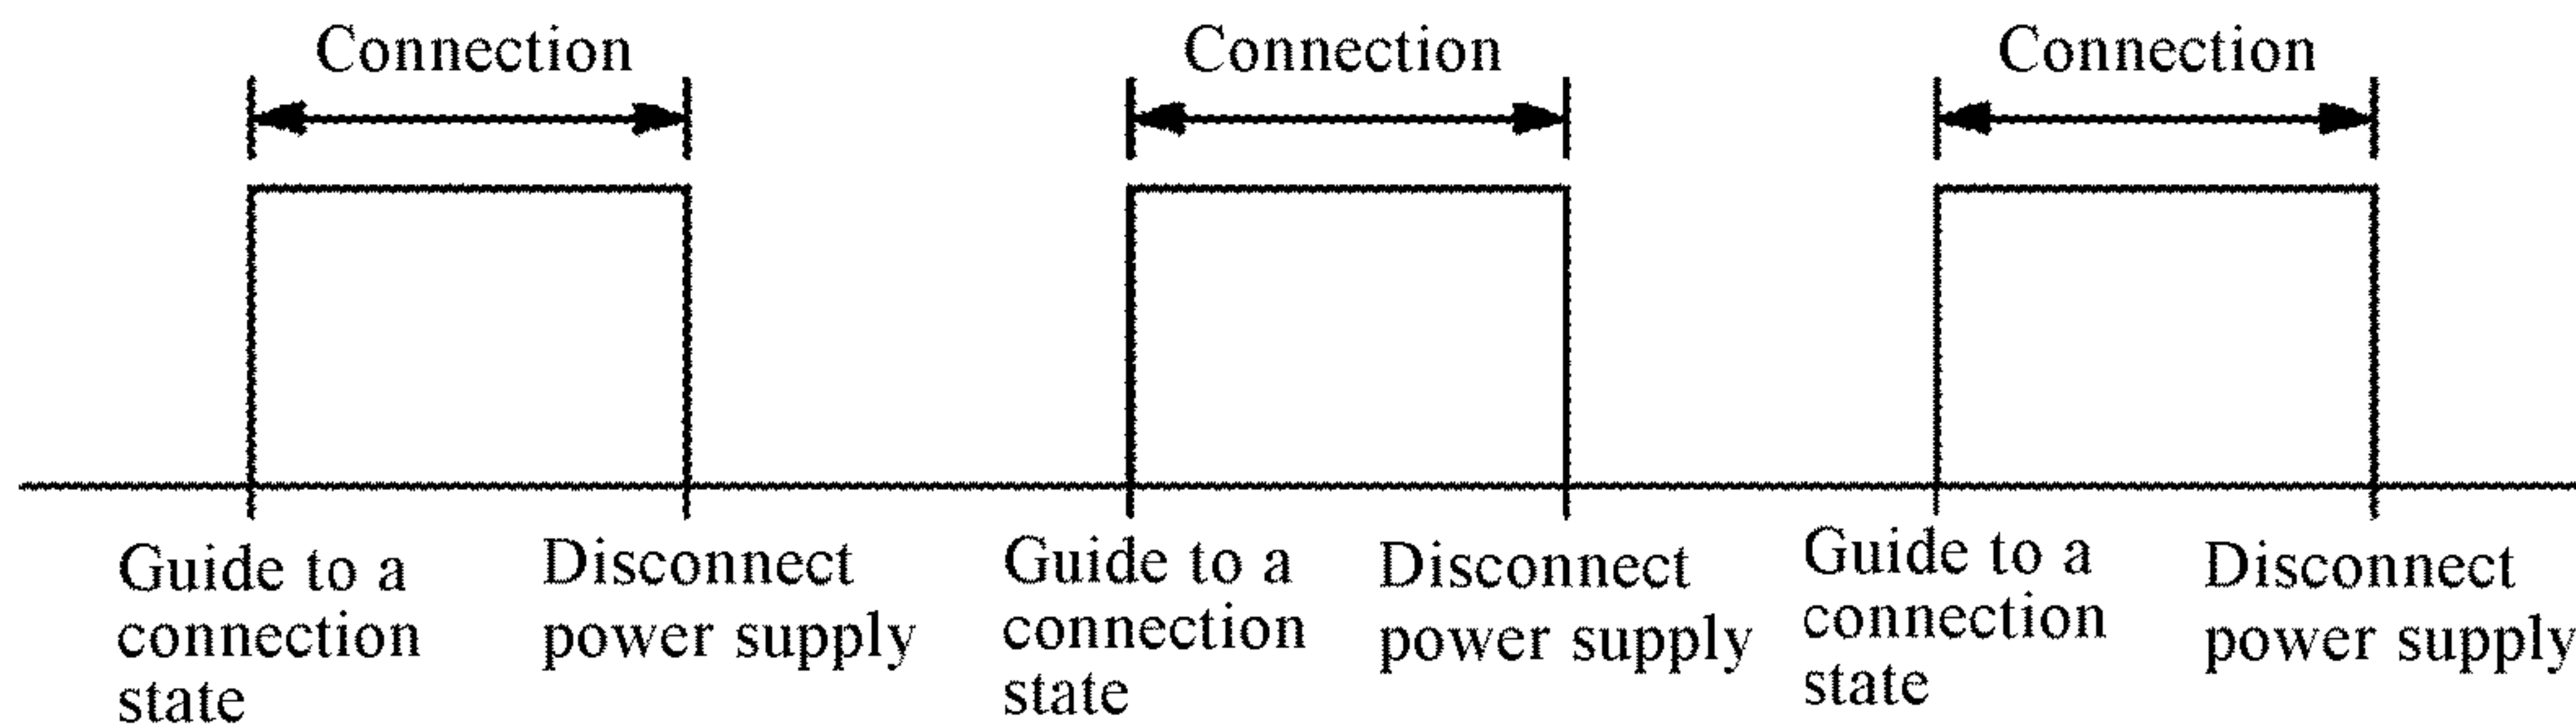 Connection
Connection
Connection
Guide to a
connection
state
Disconnect
power supply
Guide to a
connection
state
Disconnect
power supply
Guide to a
connection
state
Disconnect
power supply